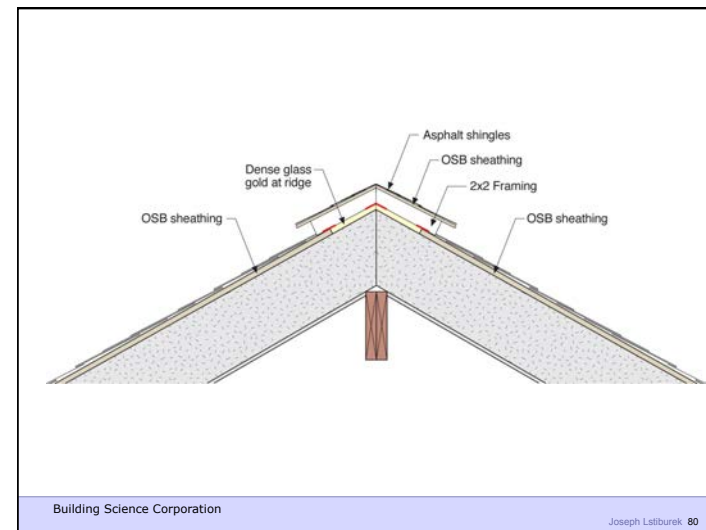 Asphalt shingles
OSB sheathing
2x2 Framing
Dense glass
gold at ridge
OSB sheathing
OSB sheathing
Building Science Corporation
Joseph Lstiburek 80